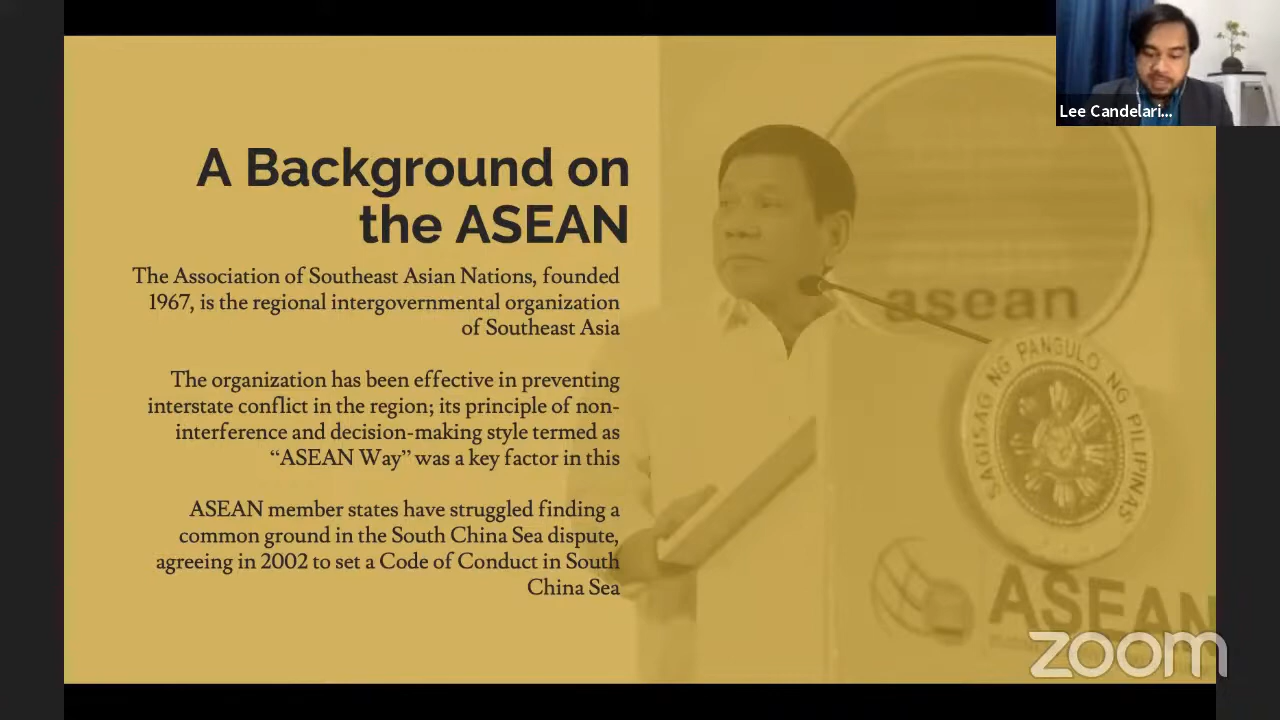 Lee Candelari...
A Background on
the ASEAN
The Association of Southeast Asian Nations, founded
1967, is the regional intergovernmental organization
of Southeast Asia
The organization has been effective in preventing
interstate conflict in the region; its principle of non-
interference and decision-making style termed as
“ASEAN Way” was a key factor in this
ASEAN member states have struggled finding a
common ground in the South China Sea dispute,
agreeing in 2002 to set a Code of Conduct in South
China Sea
asean
SAGISAG NG PANGULO NG PILIPINAS
ASEAN
zoom